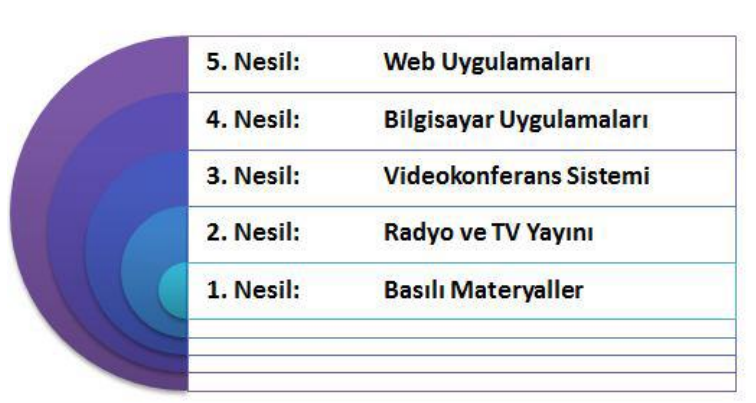 5. Nesil: Web Uygulamaları
4. Nesil: Bilgisayar Uygulamaları
3. Nesil: Videokonferans Sistemi
2. Nesil: Radyo ve TV Yayını
1. Nesil: Basılı Materyaller